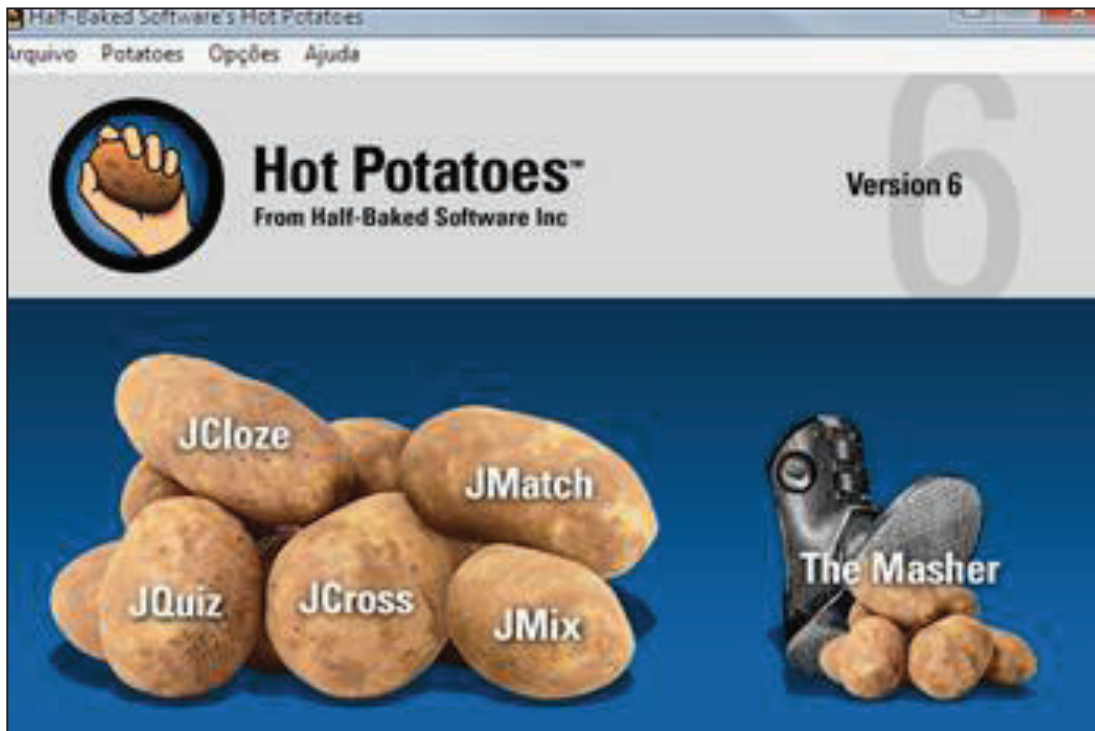 Half-Baked Software's Hot Potatoes
Arquivo Potatoes Opções Ajuda
6
Hot Potatoes™
From Half-Baked Software Inc
Version 6
JCloze
JMatch
JQuiz
JCross
JMix
The Masher